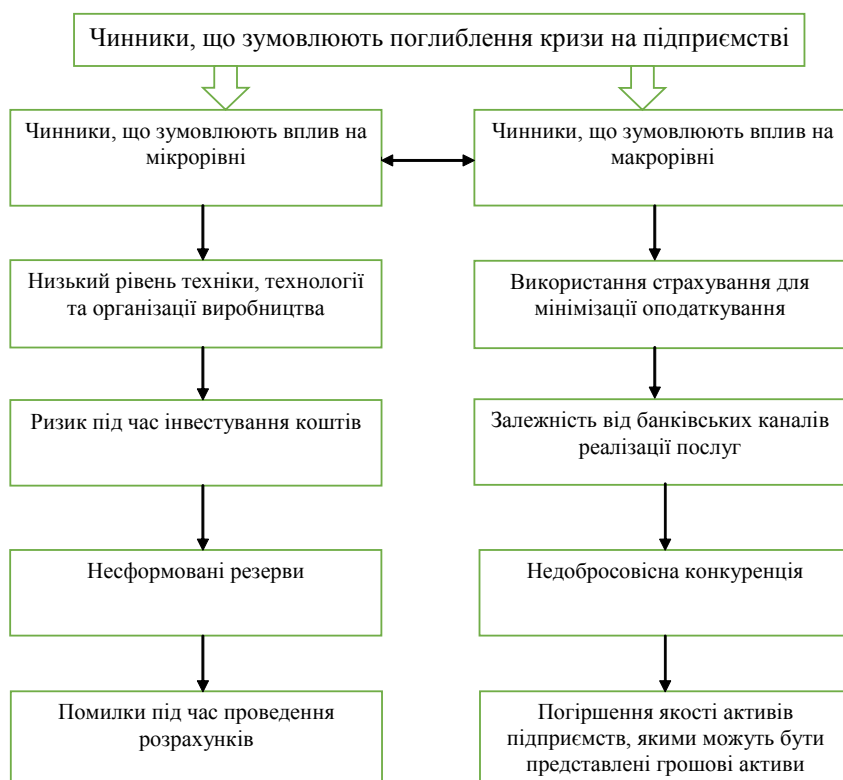 Чинники, що зумовлюють поглиблення кризи на підприємстві
Чинники, що зумовлюють вплив на
мікрорівні
Чинники, що зумовлюють вплив на
макрорівні
Низький рівень техніки, технології
та організації виробництва
Використання страхування для
мінімізації оподаткування
Ризик під час інвестування коштів
Залежність від банківських каналів
реалізації послуг
Несформовані резерви
Недобросовісна конкуренція
Помилки під час проведення
розрахунків
Погіршення якості активів
підприємств, якими можуть бути
представлені грошові активи